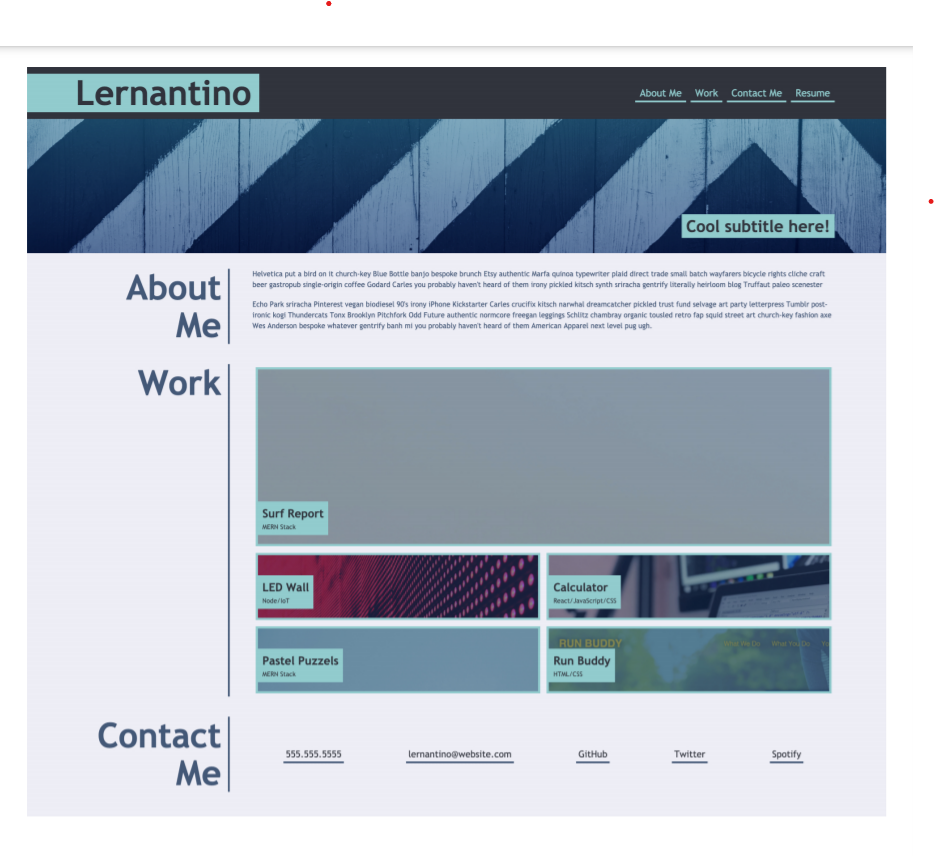 Lernantino
About Me Work Contact Me Resume
Cool subtitle here!
About
Me
Helvetica put a bird on it church-key Blue Bottle banjo bespoke brunch Etsy authentic Marfa quinoa typewriter plaid direct trade small batch wayfarers bicycle rights cliche craft
beer gastropub single-origin coffee Godard Carles you probably haven't heard of them irony pickled kitsch synth sriracha gentrify literally heirloom blog Truffaut paleo scenester
Echo Park sriracha Pinterest vegan biodiesel 90's irony iPhone Kickstarter Carles crucifix kitsch narwhal dreamcatcher pickled trust fund selvage art party letterpress Tumblr post-
ironic kogi Thundercats Tonx Brooklyn Pitchfork Odd Future authentic normcore freegan leggings Schlitz chambray organic tousled retro fap squid street art church-key fashion axe
Wes Anderson bespoke whatever gentrify banh mi you probably haven't heard of them American Apparel next level pug ugh.
Work
Surf Report
MERN Stack
LED Wall
Node/IoT
Calculator
React/JavaScript/CSS
Pastel Puzzels
MERN Stack
RUN BUDDY
What We Do What You Do
Run Buddy
HTML/CSS
Contact
Me
555.555.5555
lernantino@website.com
GitHub
Twitter
Spotify